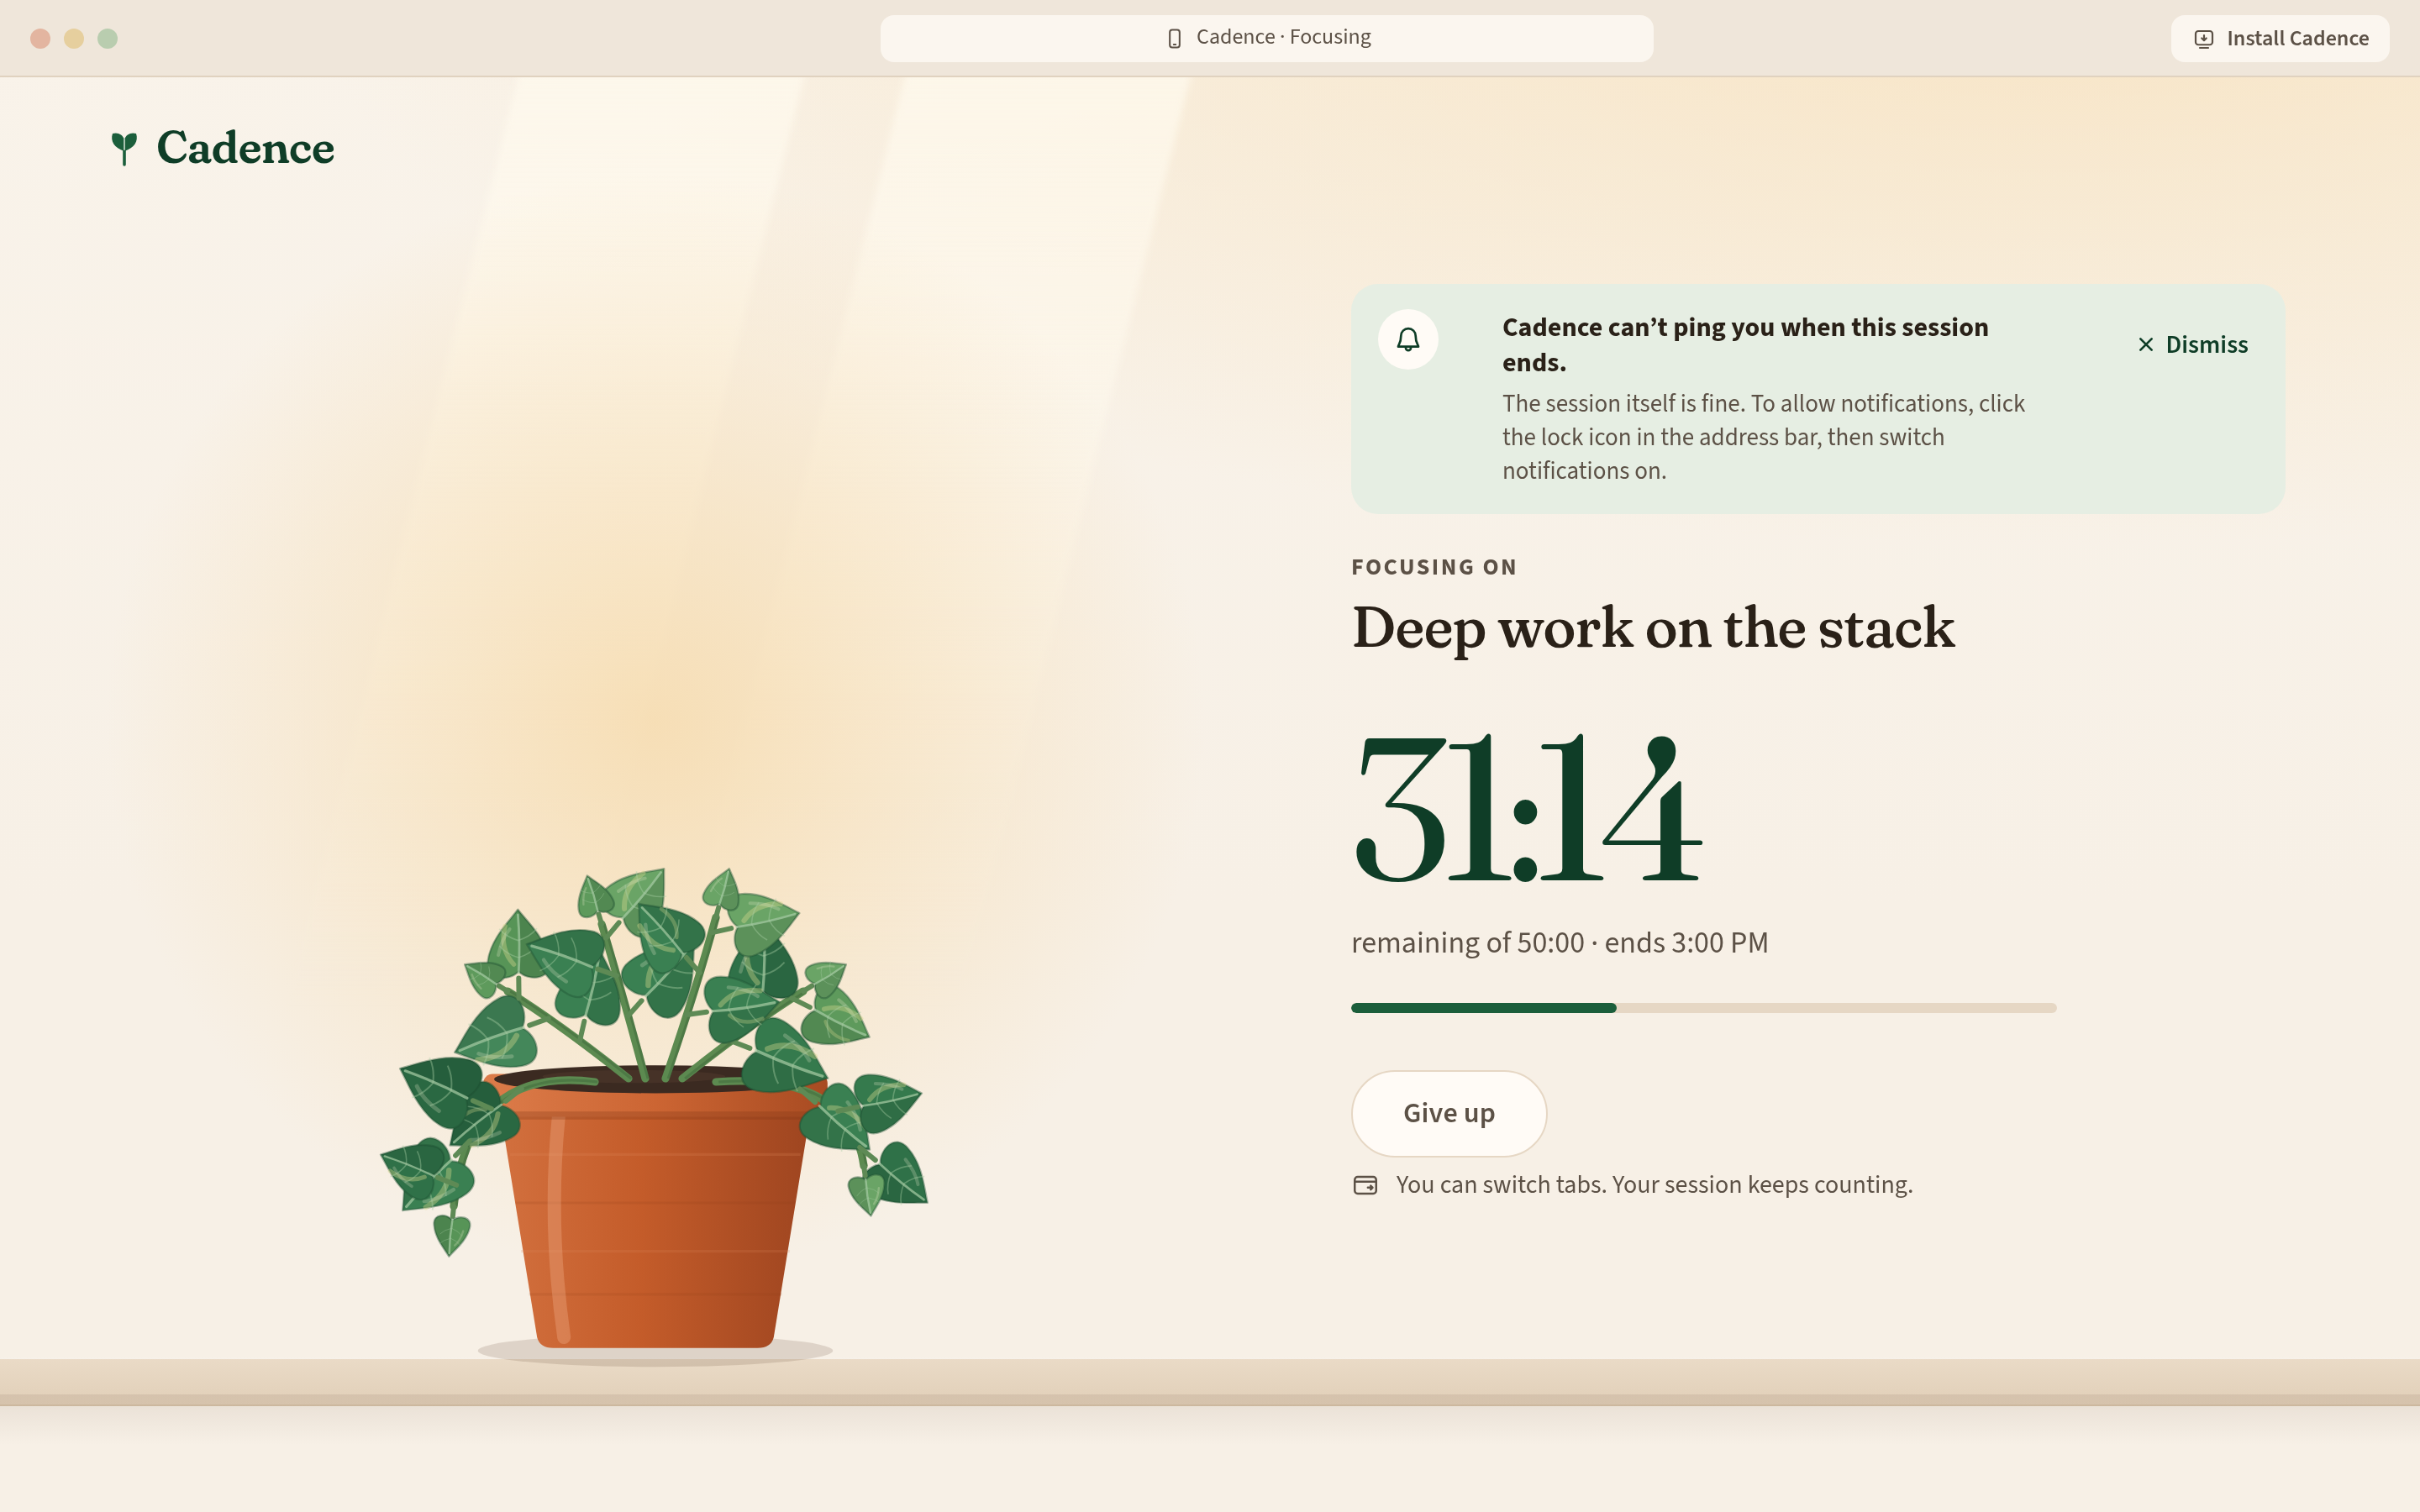 Cadence · Focusing
Install Cadence
Cadence
Cadence can’t ping you when this session
ends.
The session itself is fine. To allow notifications, click
the lock icon in the address bar, then switch
notifications on.
Dismiss
FOCUSING ON
Deep work on the stack
31:14
remaining of 50:00 · ends 3:00 PM
Give up
You can switch tabs. Your session keeps counting.